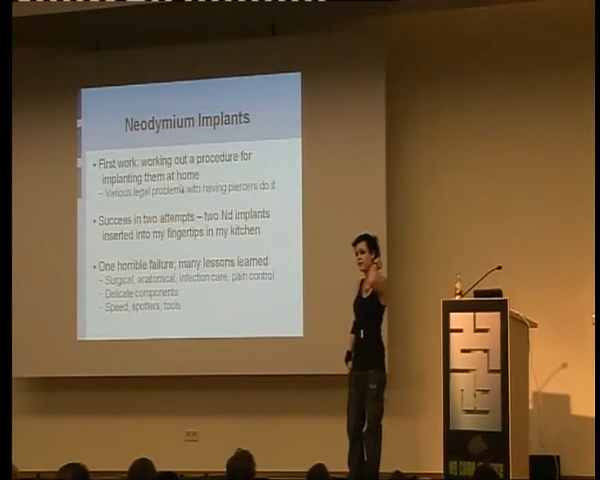 Neodymium Implants
• First work: working out a procedure for
implanting them at home
– Various legal problems with having piercers do it
• Success in two attempts – two Nd implants
inserted into my fingertips in my kitchen
• One horrible failure; many lessons learned
– Surgical, anatomical, infection care, pain control
– Delicate components
– Speed, spotters, tools
WE COME